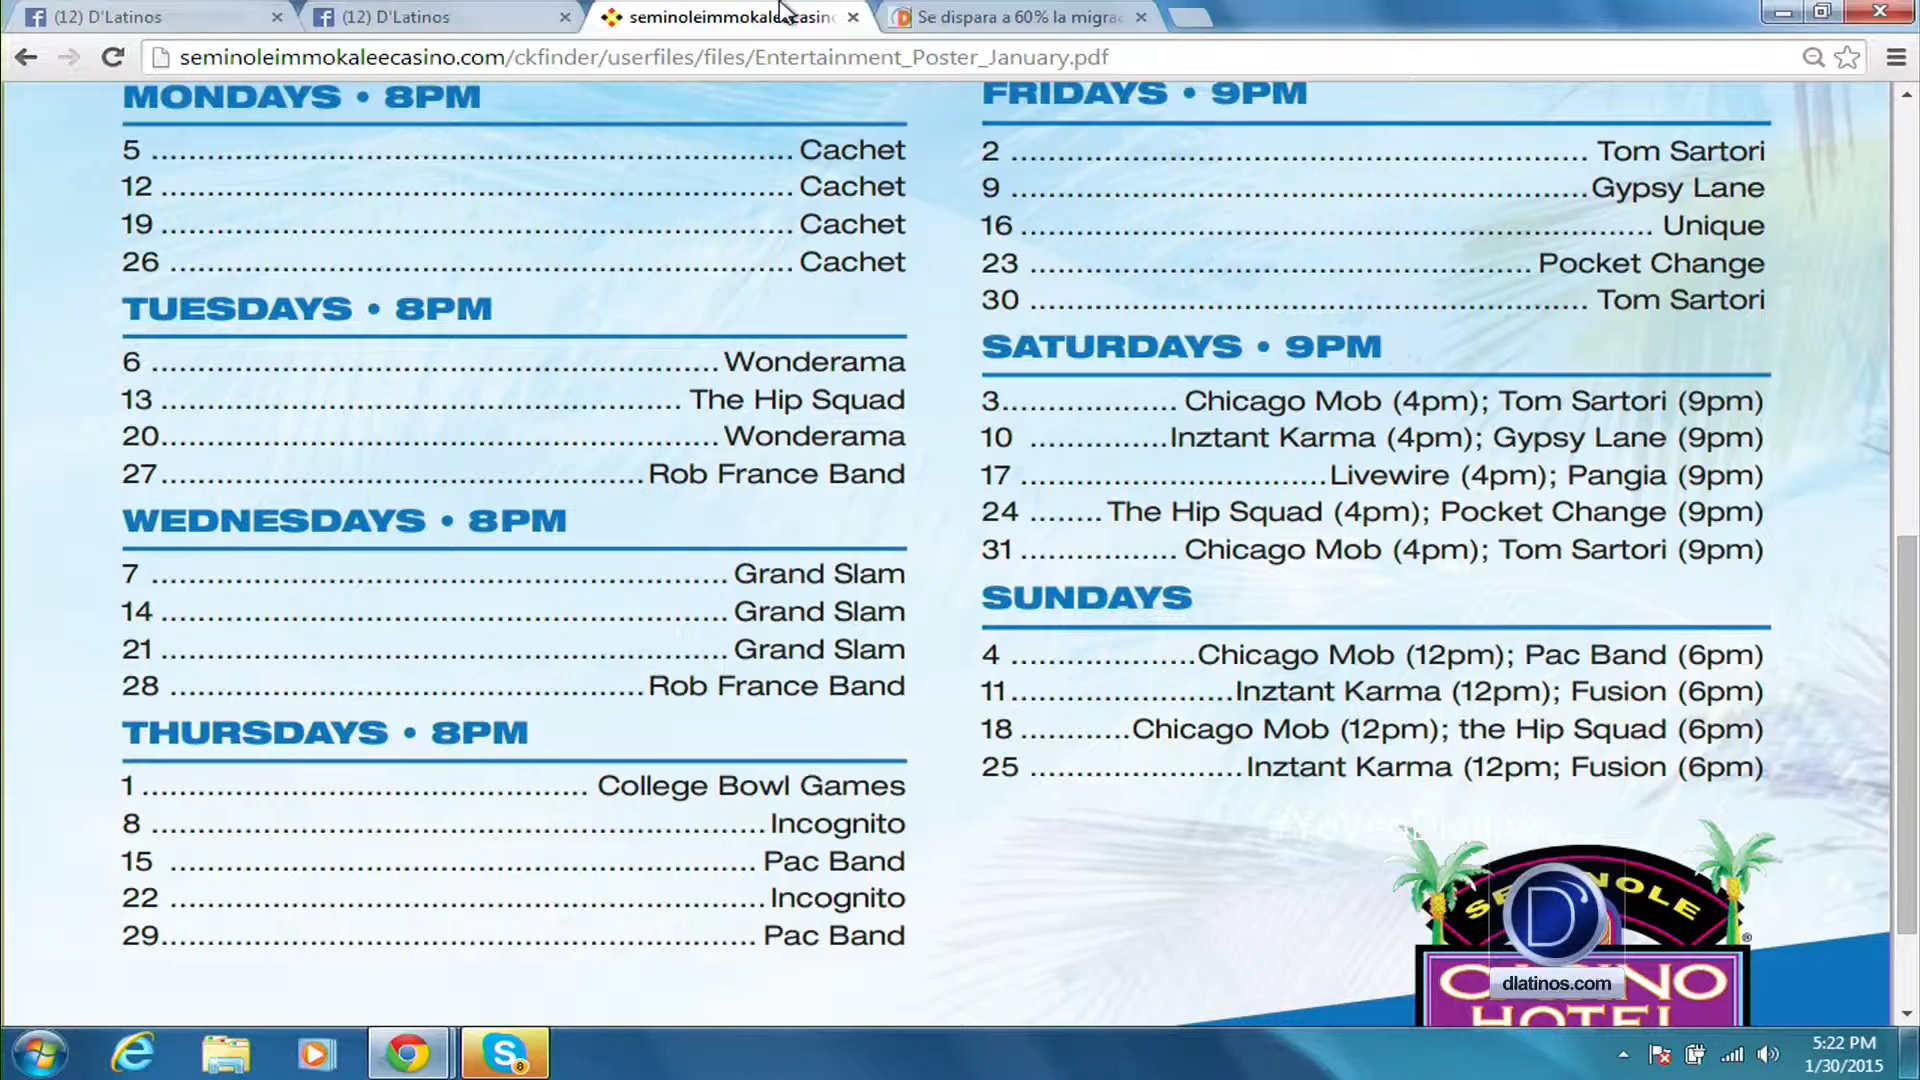 (12) D'Latinos
(12) D'Latinos
seminoleimmokaleecasino
Se dispara a 60% la migrac
seminoleimmokaleecasino.com/ckfinder/userfiles/files/Entertainment_Poster_January.pdf
MONDAYS • 8PM
5 ........ Cachet
12 ........ Cachet
19 ........ Cachet
26 ........ Cachet
TUESDAYS • 8PM
6 ........ Wonderama
13 ........ The Hip Squad
20 ........ Wonderama
27 ........ Rob France Band
WEDNESDAYS • 8PM
7 ........ Grand Slam
14 ........ Grand Slam
21 ........ Grand Slam
28 ........ Rob France Band
THURSDAYS • 8PM
1 ........ College Bowl Games
8 ........ Incognito
15 ........ Pac Band
22 ........ Incognito
29 ........ Pac Band
FRIDAYS • 9PM
2 ........ Tom Sartori
9 ........ Gypsy Lane
16 ........ Unique
23 ........ Pocket Change
30 ........ Tom Sartori
SATURDAYS • 9PM
3 ........ Chicago Mob (4pm); Tom Sartori (9pm)
10 ........ Inztant Karma (4pm); Gypsy Lane (9pm)
17 ........ Livewire (4pm); Pangia (9pm)
24 ........ The Hip Squad (4pm); Pocket Change (9pm)
31 ........ Chicago Mob (4pm); Tom Sartori (9pm)
SUNDAYS
4 ........ Chicago Mob (12pm); Pac Band (6pm)
11 ........ Inztant Karma (12pm); Fusion (6pm)
18 ........ Chicago Mob (12pm); the Hip Squad (6pm)
25 ........ Inztant Karma (12pm; Fusion (6pm)
D
dlatinos.com
CASINO
HOTEL
5:22 PM
1/30/2015